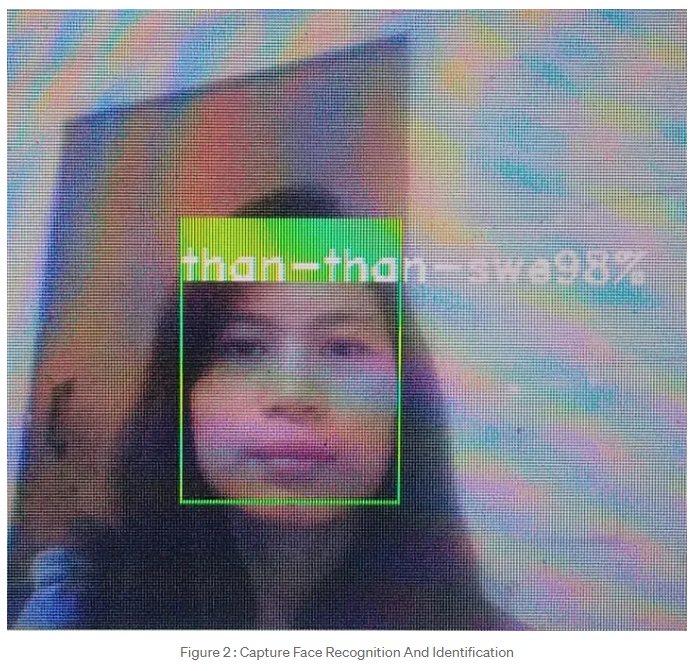 than-than-swe98%
Figure 2 : Capture Face Recognition And Identification